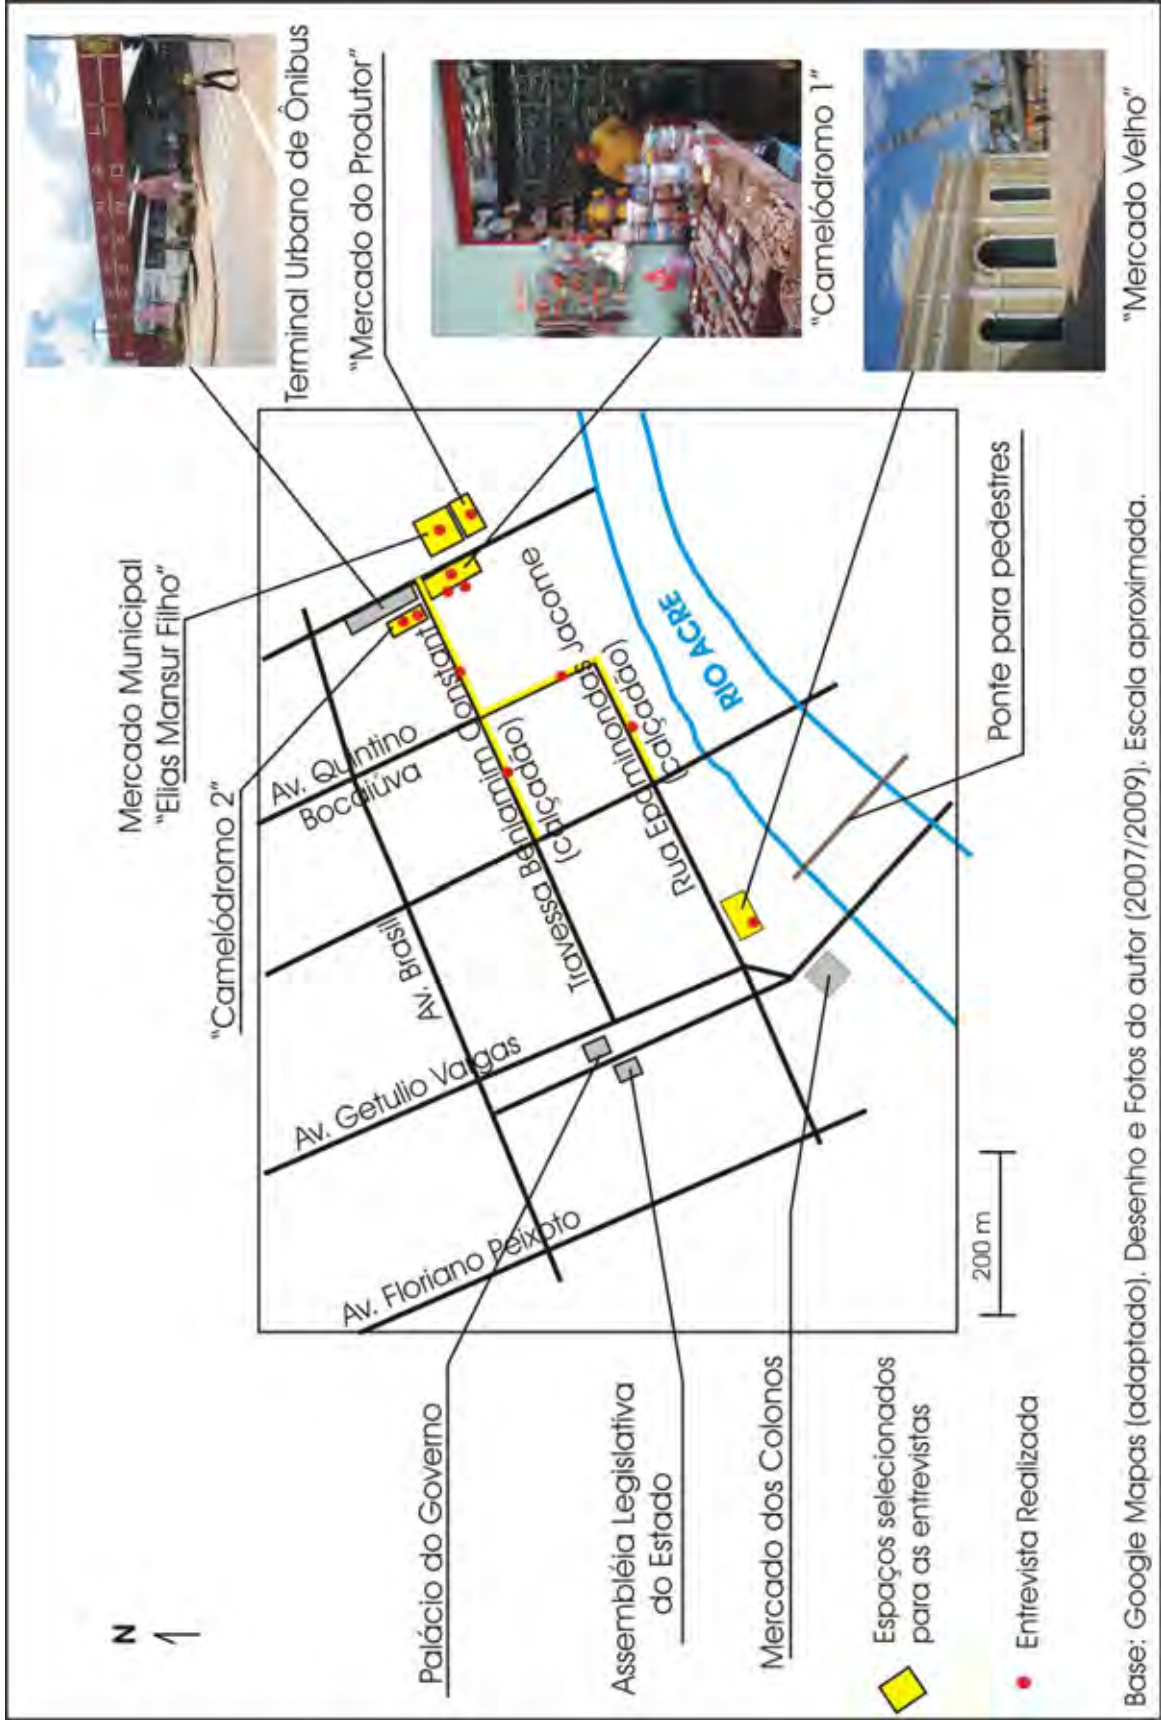 N
Mercado Municipal
"Elias Mansur Filho"
"Camelódromo 2"
Terminal Urbano de Ônibus
"Mercado do Produtor"
"Camelódromo 1"
"Mercado Velho"
Palácio do Governo
Assembléia Legislativa
do Estado
Mercado dos Colonos
Av. Floriano Peixoto
Av. Getulio Vargas
Av. Brasil
Av. Quintino
Bocaiúva
Travessa Benjamim Constant
(calçadão)
Rua Epaminondas Jacome
(calçadão)
RIO ACRE
Ponte para pedestres
200 m
Espaços selecionados
para as entrevistas
Entrevista Realizada
Base: Google Mapas (adaptado). Desenho e Fotos do autor (2007/2009). Escala aproximada.